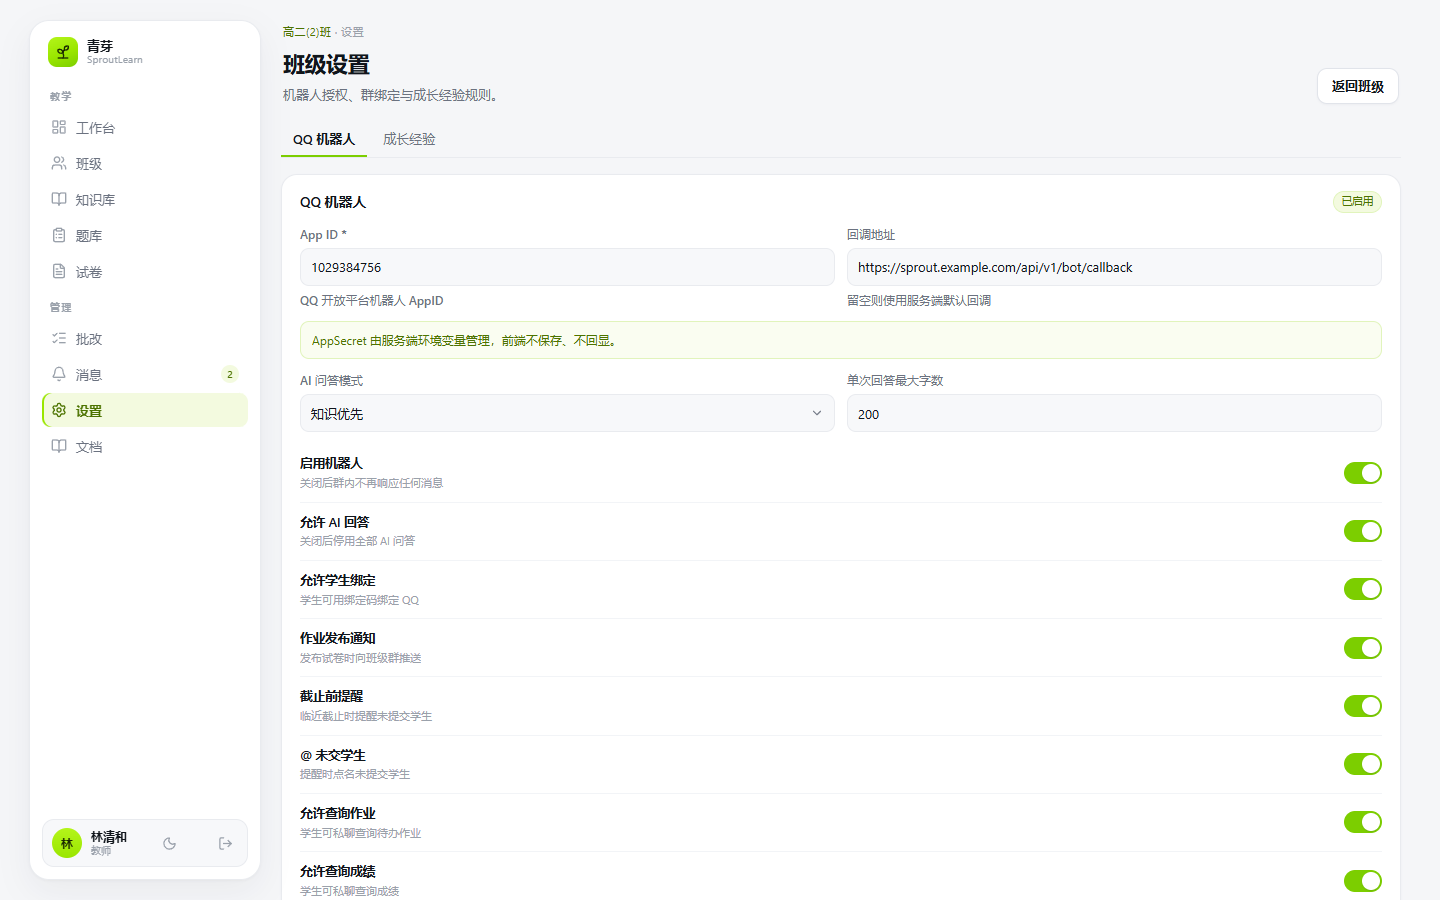 青芽
SproutLearn
教学
工作台
班级
知识库
题库
试卷
管理
批改
消息
2
设置
文档
林
林清和
教师
高二(2)班 · 设置
班级设置
机器人授权、群绑定与成长经验规则。
返回班级
QQ 机器人
成长经验
QQ 机器人
已启用
App ID *
回调地址
1029384756
https://sprout.example.com/api/v1/bot/callback
QQ 开放平台机器人 AppID
留空则使用服务端默认回调
AppSecret 由服务端环境变量管理，前端不保存、不回显。
AI 问答模式
单次回答最大字数
知识优先
200
启用机器人
关闭后群内不再响应任何消息
允许 AI 回答
关闭后停用全部 AI 问答
允许学生绑定
学生可用绑定码绑定 QQ
作业发布通知
发布试卷时向班级群推送
截止前提醒
临近截止时提醒未提交学生
@ 未交学生
提醒时点名未提交学生
允许查询作业
学生可私聊查询待办作业
允许查询成绩
学生可私聊查询成绩